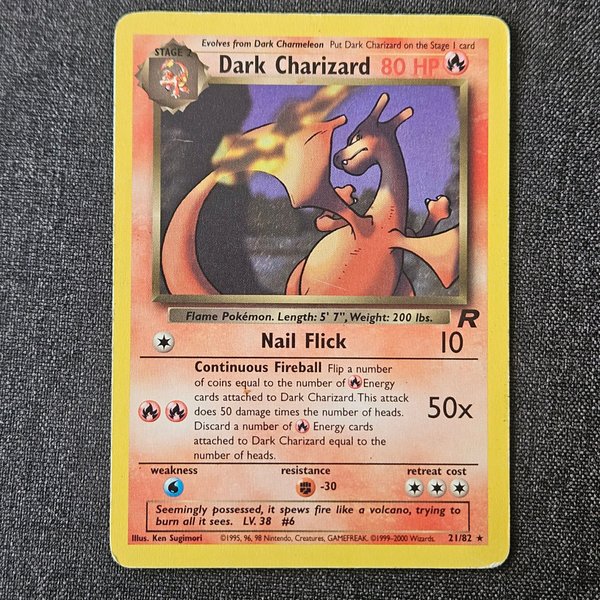 Evolves from Dark Charmeleon Put Dark Charizard on the Stage 1 card
STAGE 2
Dark Charizard 80 HP
Flame Pokémon. Length: 5' 7", Weight: 200 lbs.
R
Nail Flick 10
Continuous Fireball Flip a number
of coins equal to the number of Energy
cards attached to Dark Charizard. This attack
does 50 damage times the number of heads.
50x
Discard a number of Energy cards
attached to Dark Charizard equal to the
number of heads.
weakness resistance retreat cost
-30
Seemingly possessed, it spews fire like a volcano, trying to
burn all it sees. LV. 38 #6
Illus. Ken Sugimori ©1995, 96, 98 Nintendo, Creatures, GAMEFREAK. ©1999-2000 Wizards. 21/82 ★